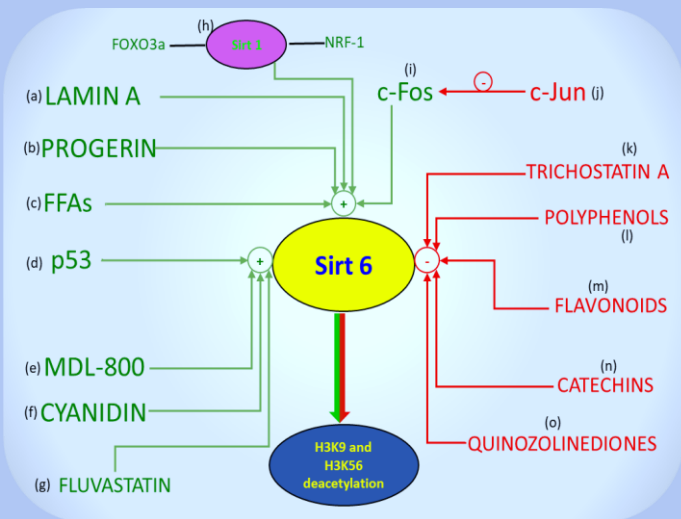 (h)
FOXO3a
Sirt 1
NRF-1
(i)
(a) LAMIN A
c-Fos
-
c-Jun (j)
(b) PROGERIN
(k)
TRICHOSTATIN A
(c) FFAs
+
POLYPHENOLS
(l)
(d) p53
+
Sirt 6
-
(m)
FLAVONOIDS
(e) MDL-800
(n)
CATECHINS
(f) CYANIDIN
(o)
QUINOZOLINEDIONES
H3K9 and
H3K56
deacetylation
(g) FLUVASTATIN